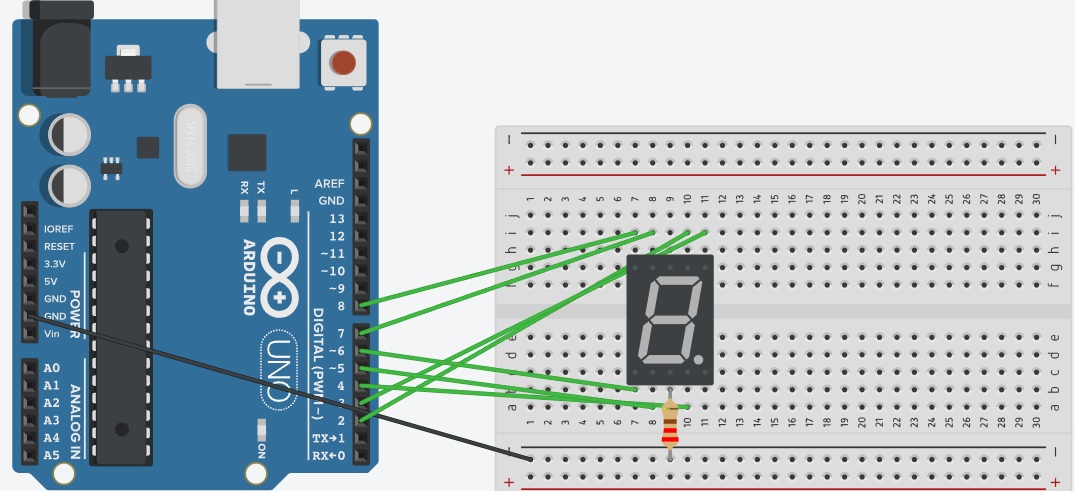 SPK16.000G
RX
TX
L
AREF
GND
13
12
~11
~10
~9
8
7
~6
~5
4
3
2
TX→1
RX←0
DIGITAL (PWM ~)
ARDUINO
UNO
ON
IOREF
RESET
3.3V
5V
GND
GND
Vin
POWER
A0
A1
A2
A3
A4
A5
ANALOG IN
− −
+ +
1 2 3 4 5 6 7 8 9 10 11 12 13 14 15 16 17 18 19 20 21 22 23 24 25 26 27 28 29 30
j j
i i
h h
g g
f f
e e
d d
c c
b b
a a
1 2 3 4 5 6 7 8 9 10 11 12 13 14 15 16 17 18 19 20 21 22 23 24 25 26 27 28 29 30
− −
+ +